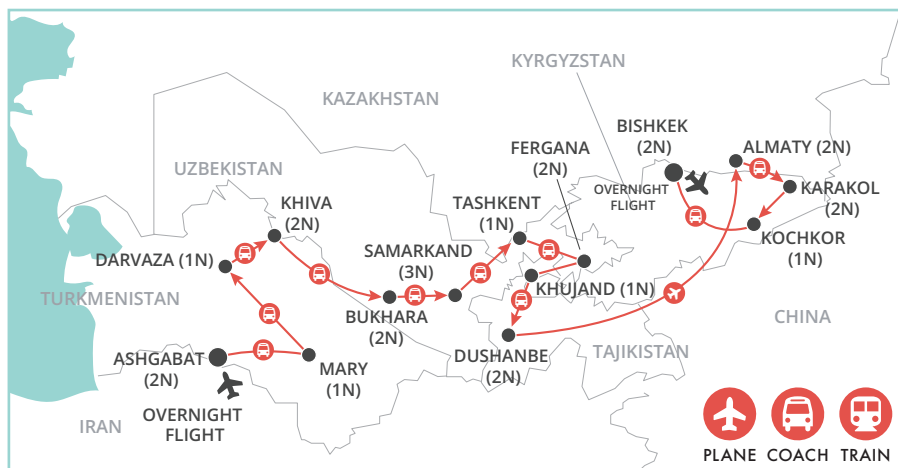 KYRGYZSTAN
KAZAKHSTAN
BISHKEK
(2N)
ALMATY (2N)
FERGANA
(2N)
UZBEKISTAN
OVERNIGHT
FLIGHT
KARAKOL
(2N)
KHIVA
(2N)
TASHKENT
(1N)
KOCHKOR
(1N)
SAMARKAND
(3N)
DARVAZA (1N)
KHUJAND (1N)
TURKMENISTAN
BUKHARA
(2N)
CHINA
ASHGABAT
(2N)
MARY
(1N)
DUSHANBE
(2N)
TAJIKISTAN
OVERNIGHT
FLIGHT
IRAN
PLANE COACH TRAIN